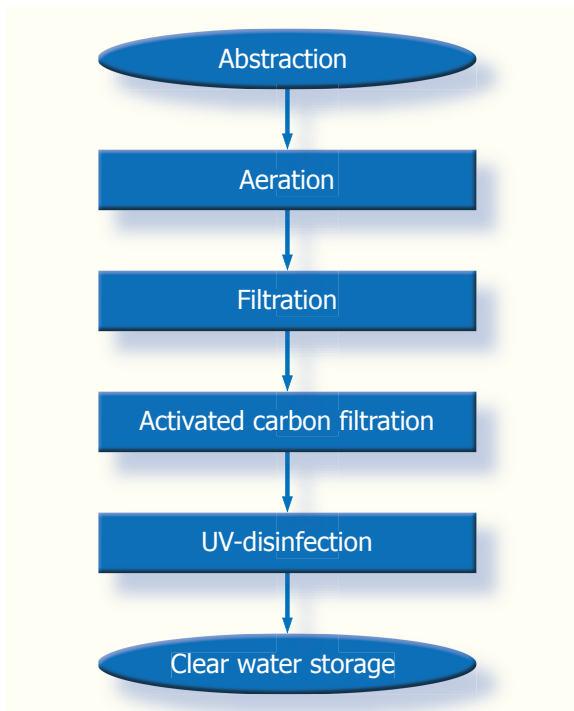 Abstraction
Aeration
Filtration
Activated carbon filtration
UV-disinfection
Clear water storage